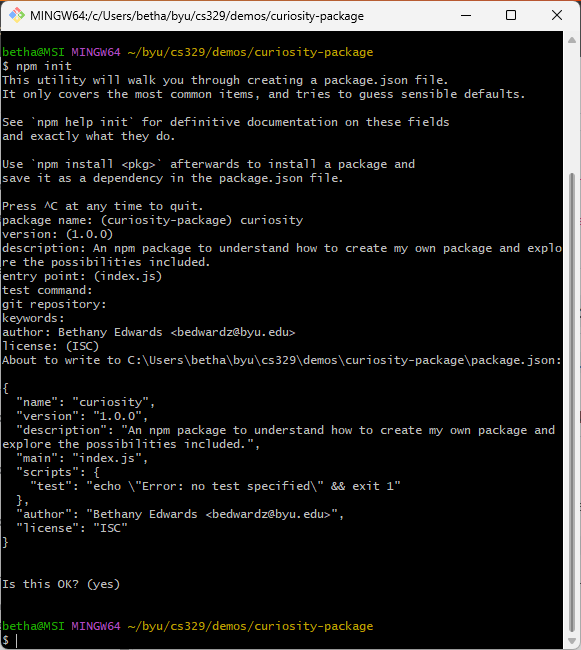 MINGW64:/c/Users/betha/byu/cs329/demos/curiosity-package
betha@MSI MINGW64 ~/byu/cs329/demos/curiosity-package
$ npm init
This utility will walk you through creating a package.json file.
It only covers the most common items, and tries to guess sensible defaults.

See `npm help init` for definitive documentation on these fields
and exactly what they do.

Use `npm install <pkg>` afterwards to install a package and
save it as a dependency in the package.json file.

Press ^C at any time to quit.
package name: (curiosity-package) curiosity
version: (1.0.0)
description: An npm package to understand how to create my own package and explo
re the possibilities included.
entry point: (index.js)
test command:
git repository:
keywords:
author: Bethany Edwards <bedwardz@byu.edu>
license: (ISC)
About to write to C:\Users\betha\byu\cs329\demos\curiosity-package\package.json:

{
  "name": "curiosity",
  "version": "1.0.0",
  "description": "An npm package to understand how to create my own package and
explore the possibilities included.",
  "main": "index.js",
  "scripts": {
    "test": "echo \"Error: no test specified\" && exit 1"
  },
  "author": "Bethany Edwards <bedwardz@byu.edu>",
  "license": "ISC"
}


Is this OK? (yes)


betha@MSI MINGW64 ~/byu/cs329/demos/curiosity-package
$